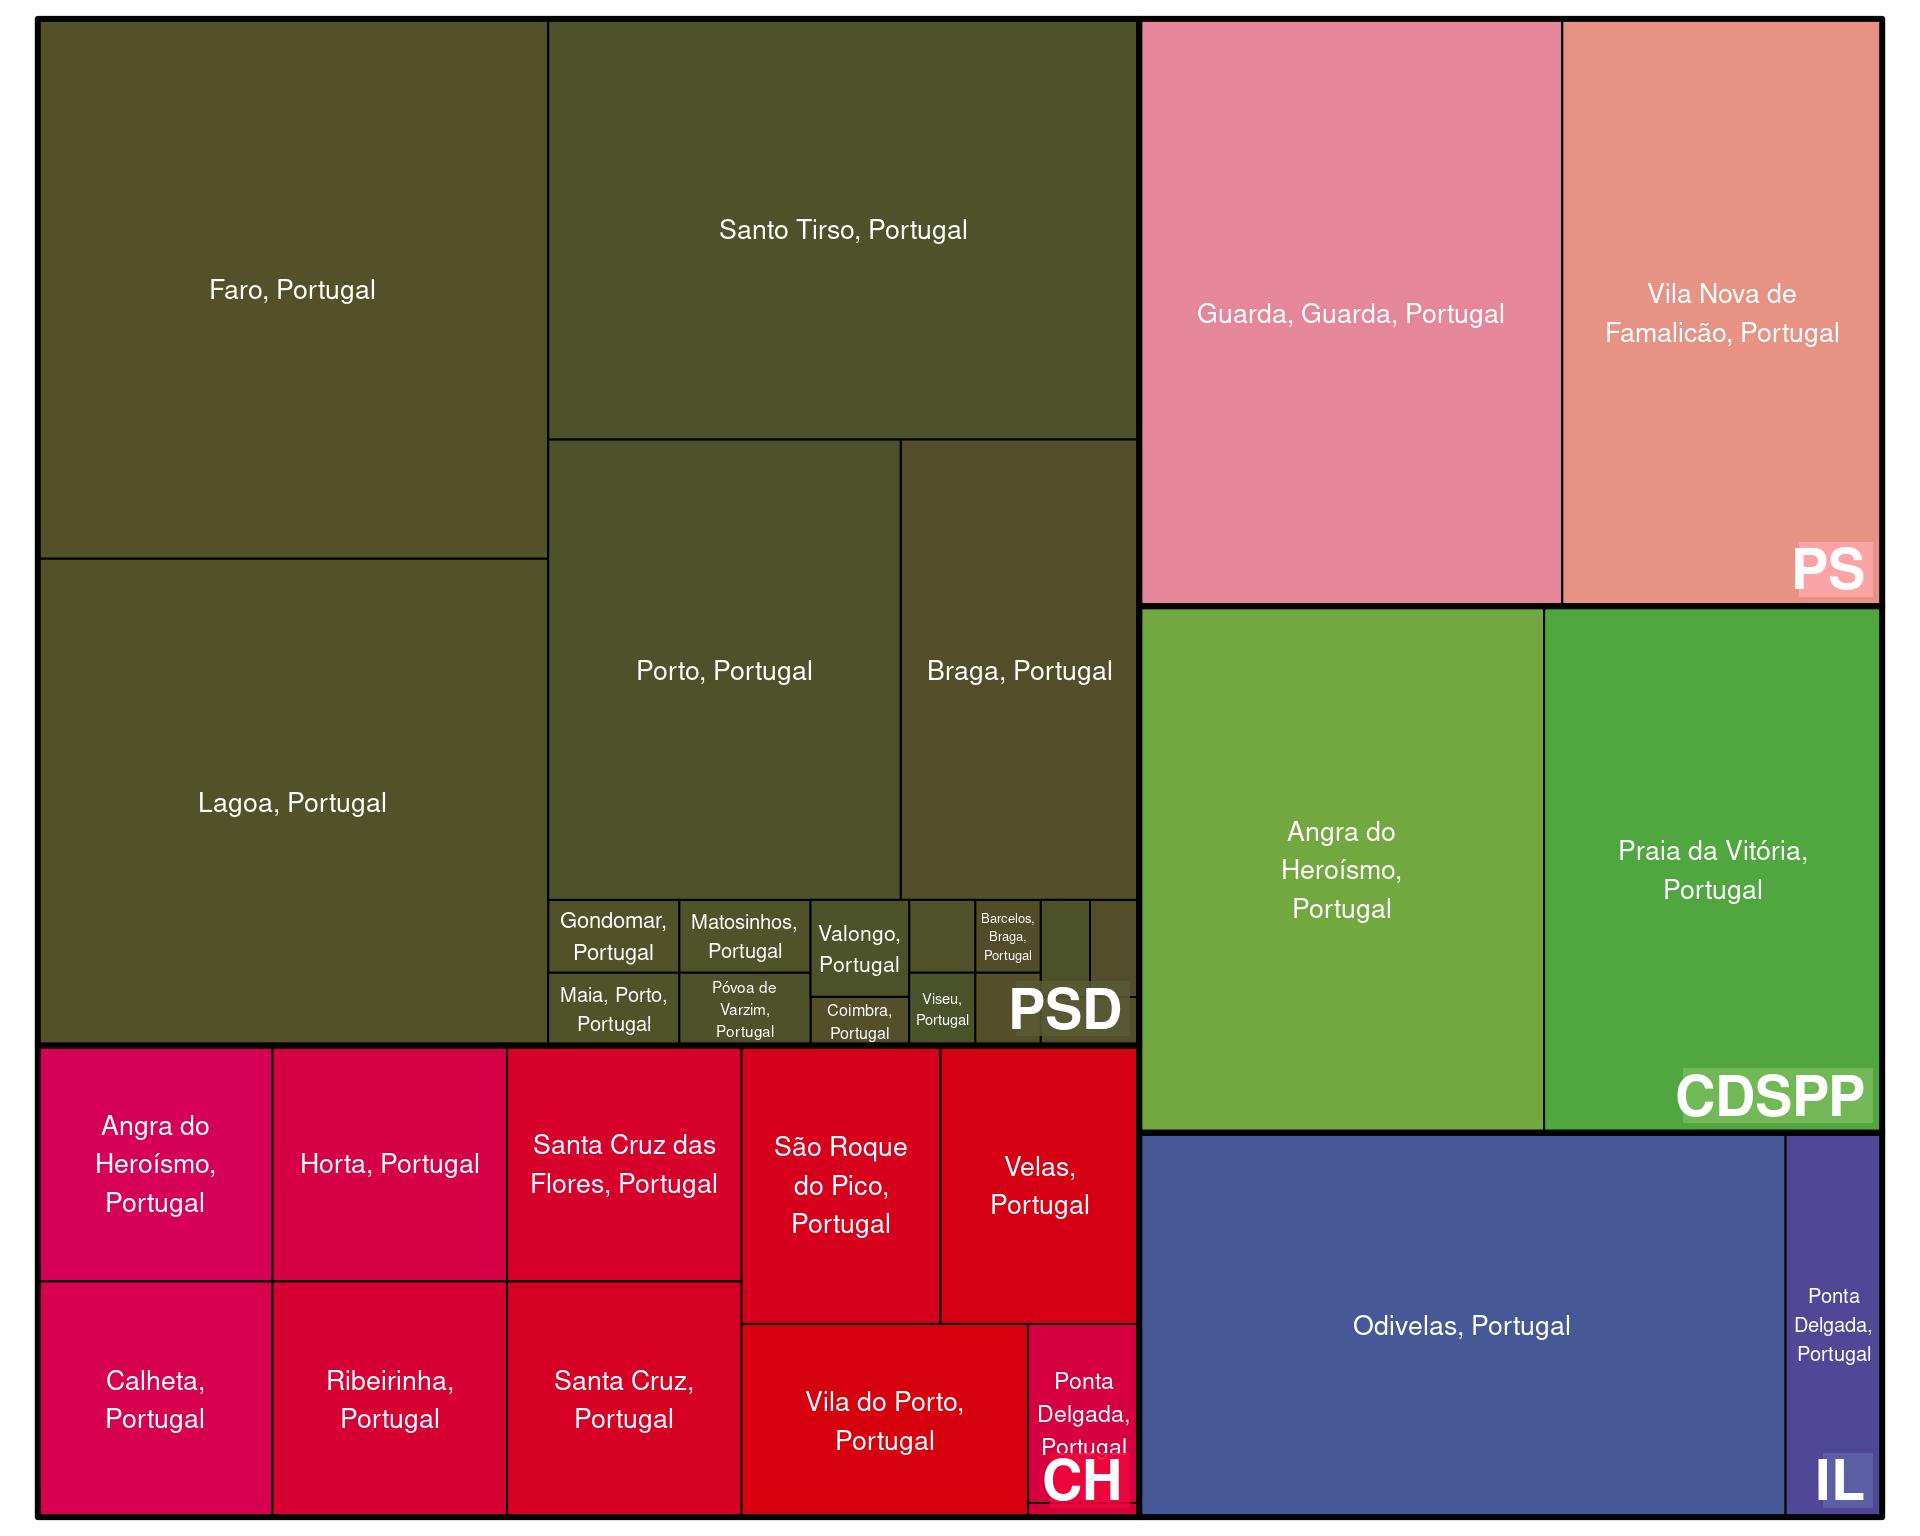 Faro, Portugal
Santo Tirso, Portugal
Lagoa, Portugal
Porto, Portugal
Braga, Portugal
Gondomar,
Portugal
Matosinhos,
Portugal
Valongo,
Portugal
Barcelos,
Braga,
Portugal
Maia, Porto,
Portugal
Póvoa de
Varzim,
Portugal
Coimbra,
Portugal
Viseu,
Portugal
PSD
Guarda, Guarda, Portugal
Vila Nova de
Famalicão, Portugal
PS
Angra do
Heroísmo,
Portugal
Praia da Vitória,
Portugal
CDSPP
Angra do
Heroísmo,
Portugal
Horta, Portugal
Santa Cruz das
Flores, Portugal
São Roque
do Pico,
Portugal
Velas,
Portugal
Calheta,
Portugal
Ribeirinha,
Portugal
Santa Cruz,
Portugal
Vila do Porto,
Portugal
Ponta
Delgada,
Portugal
CH
Odivelas, Portugal
Ponta
Delgada,
Portugal
IL